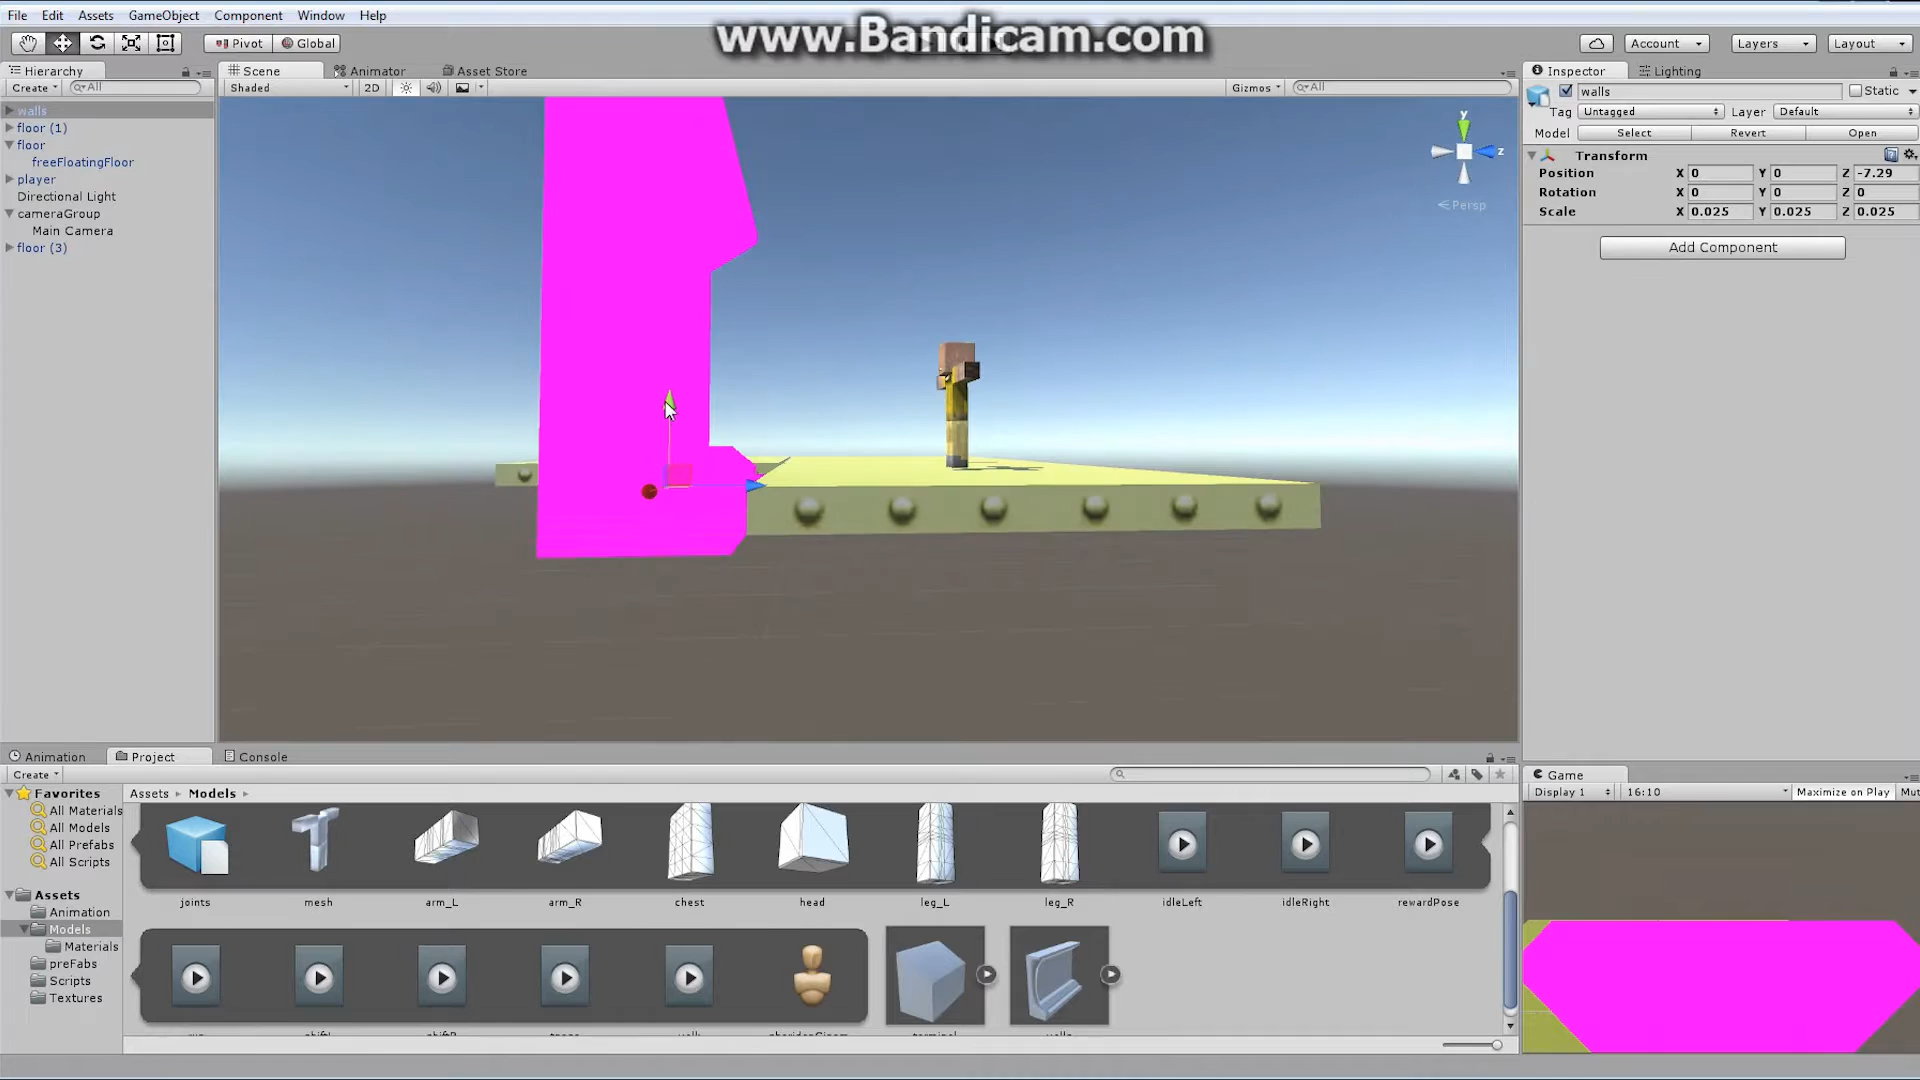 File Edit Assets GameObject Component Window Help
www.Bandicam.com
Pivot Global Account Layers Layout
Hierarchy Scene Animator Asset Store Inspector Lighting
Create All Shaded 2D Gizmos All walls Static
walls
floor (1)
floor
freeFloatingFloor
player
Directional Light
cameraGroup
Main Camera
floor (3)
y
z
Persp
Tag Untagged Layer Default
Model Select Revert Open
Transform
Position X 0 Y 0 Z -7.29
Rotation X 0 Y 0 Z 0
Scale X 0.025 Y 0.025 Z 0.025
Add Component
Animation Project Console
Create
Favorites
All Materials
All Models
All Prefabs
All Scripts
Assets
Animation
Models
Materials
preFabs
Scripts
Textures
Assets Models
joints mesh arm_L arm_R chest head leg_L leg_R idleLeft idleRight rewardPose
Game
Display 1 16:10 Maximize on Play Mut